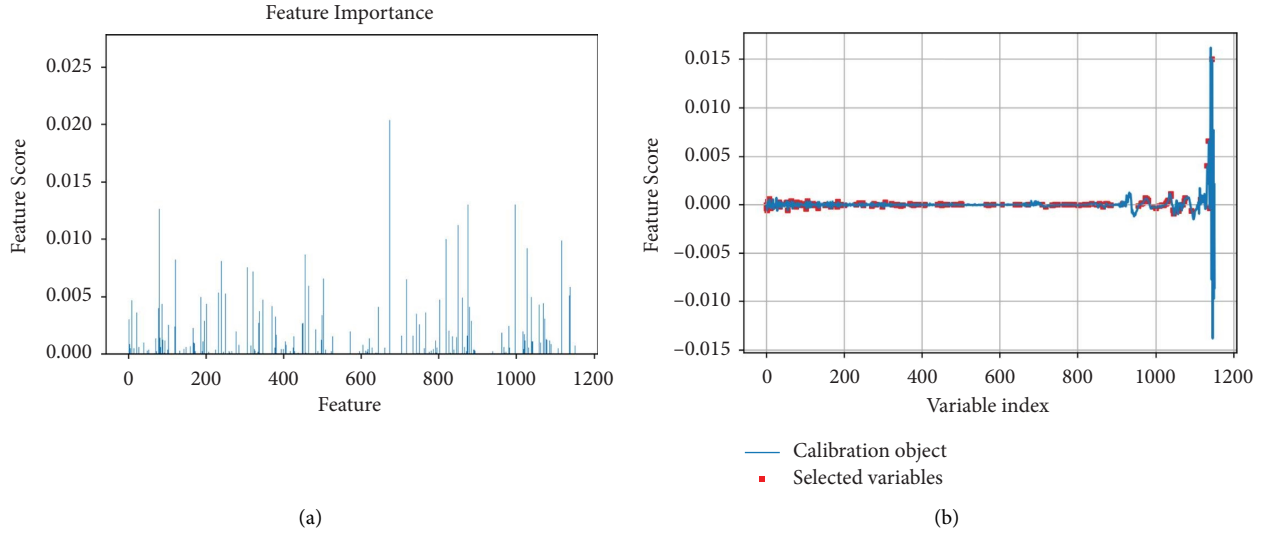 Feature Importance
Feature Score
0.025
0.020
0.015
0.010
0.005
0.000
0 200 400 600 800 1000 1200
Feature
(a)
Feature Score
0.015
0.010
0.005
0.000
−0.005
−0.010
−0.015
0 200 400 600 800 1000 1200
Variable index
Calibration object
Selected variables
(b)